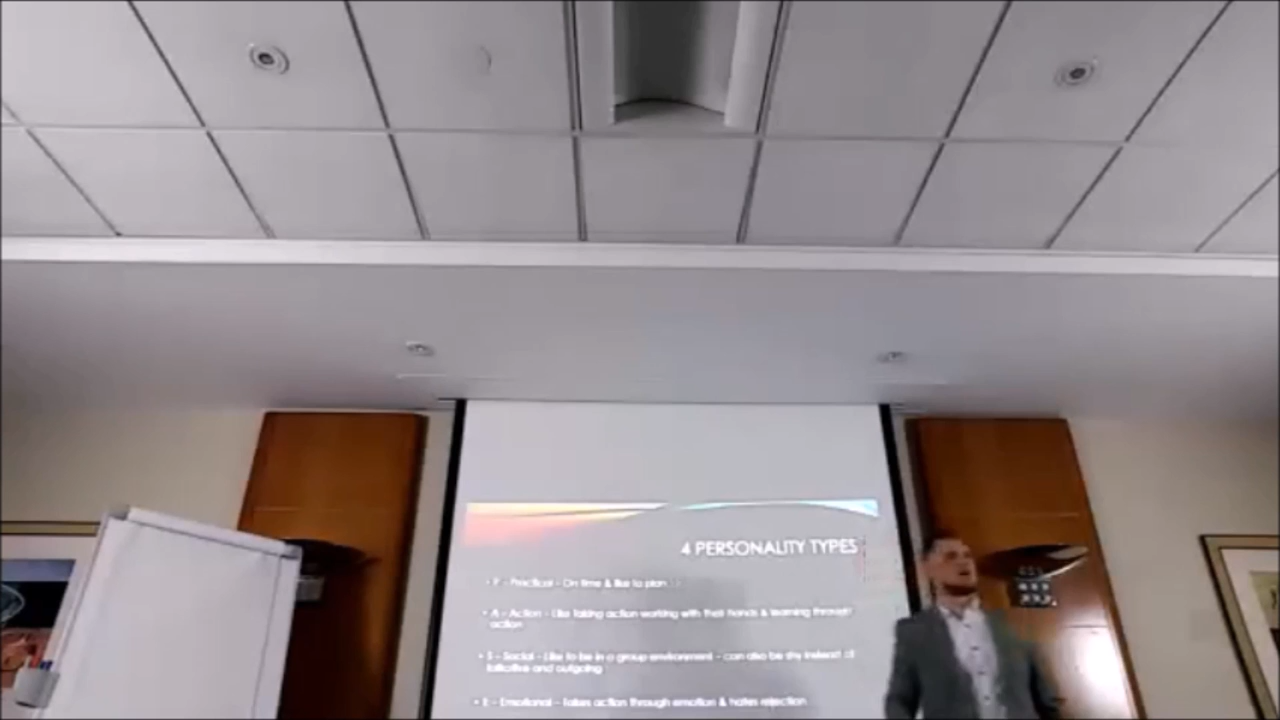 4 PERSONALITY TYPES
• P - Practical - On time & like to plan
• A - Action - Like taking action working with their hands & learning through
action
• S - Social - Like to be in a group environment - can also be shy instead of
talkative and outgoing
• E - Emotional - Takes action through emotion & hates rejection